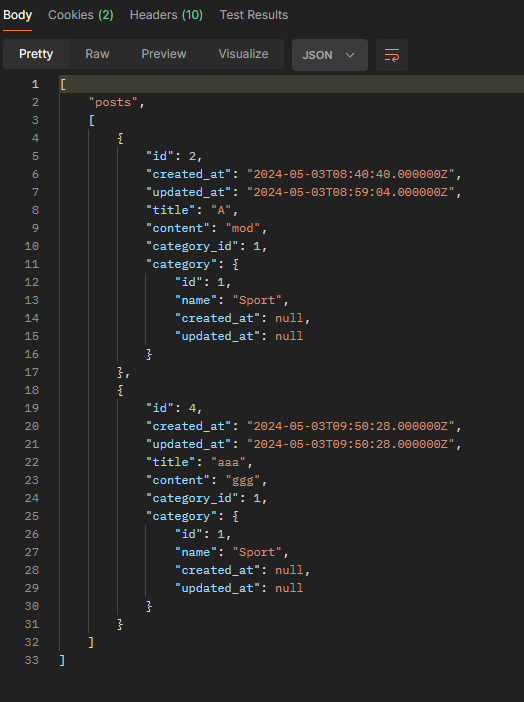 Body Cookies (2) Headers (10) Test Results
Pretty Raw Preview Visualize JSON
1 [
2 "posts",
3 [
4 {
5 "id": 2,
6 "created_at": "2024-05-03T08:40:40.000000Z",
7 "updated_at": "2024-05-03T08:59:04.000000Z",
8 "title": "A",
9 "content": "mod",
10 "category_id": 1,
11 "category": {
12 "id": 1,
13 "name": "Sport",
14 "created_at": null,
15 "updated_at": null
16 }
17 },
18 {
19 "id": 4,
20 "created_at": "2024-05-03T09:50:28.000000Z",
21 "updated_at": "2024-05-03T09:50:28.000000Z",
22 "title": "aaa",
23 "content": "ggg",
24 "category_id": 1,
25 "category": {
26 "id": 1,
27 "name": "Sport",
28 "created_at": null,
29 "updated_at": null
30 }
31 }
32 ]
33 ]